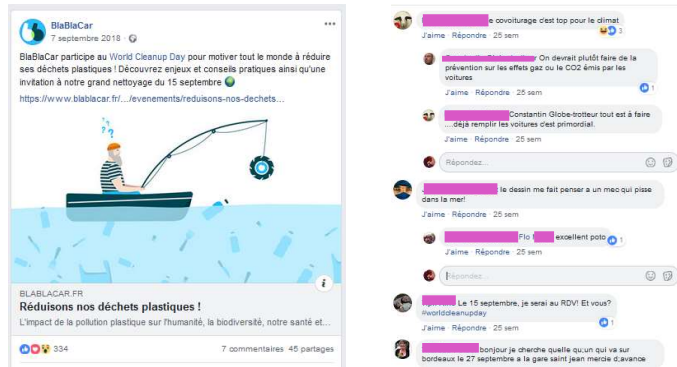 BlaBlaCar
7 septembre 2018 ·
BlaBlaCar participe au World Cleanup Day pour motiver tout le monde à réduire
ses déchets plastiques ! Découvrez enjeux et conseils pratiques ainsi qu'une
invitation à notre grand nettoyage du 15 septembre
https://www.blablacar.fr/.../evenements/reduisons-nos-dechets...
???
i
BLABLACAR.FR
Réduisons nos déchets plastiques !
L'impact de la pollution plastique sur l'humanité, la biodiversité, notre santé et...
334
7 commentaires 45 partages
e covoiturage c'est top pour le climat
3
J'aime · Répondre · 25 sem
On devrait plutôt faire de la
prévention sur les effets gaz ou le CO2 émis par les
voitures
1
J'aime · Répondre · 25 sem
Constantin Globe-trotteur tout est à faire
....déjà remplir les voitures c'est primordial.
J'aime · Répondre · 25 sem
Répondez...
le dessin me fait penser a un mec qui pisse
dans la mer!
J'aime · Répondre · 25 sem
Flo excellent poto
1
J'aime · Répondre · 25 sem
Répondez...
Le 15 septembre, je serai au RDV! Et vous?
#worldcleanupday
1
J'aime · Répondre · 25 sem
bonjour je cherche quelle qu;un qui va sur
bordeaux le 27 septembre a la gare saint jean mercie d;avance